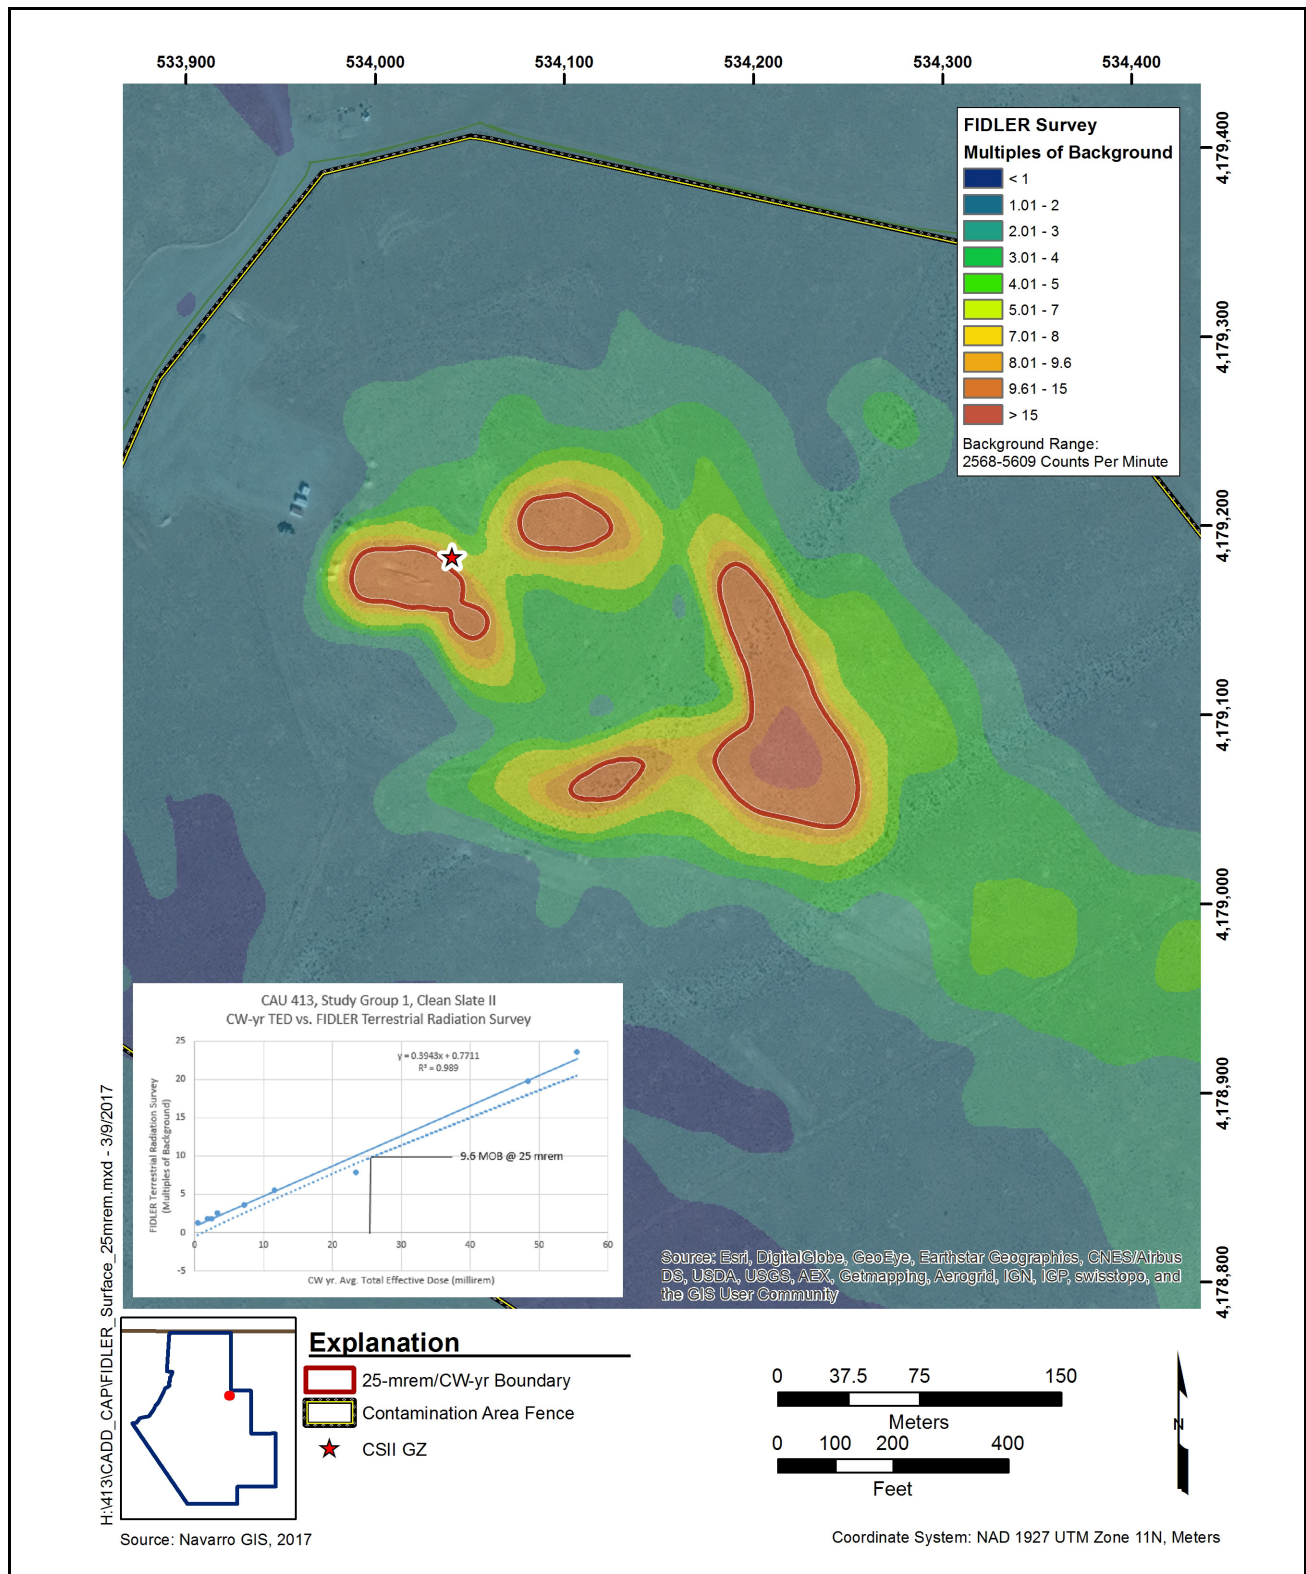 533,900
534,000
534,100
534,200
534,300
534,400
4,179,400
4,179,300
4,179,200
4,179,100
4,179,000
4,178,900
4,178,800
FIDLER Survey
Multiples of Background
< 1
1.01 - 2
2.01 - 3
3.01 - 4
4.01 - 5
5.01 - 7
7.01 - 8
8.01 - 9.6
9.61 - 15
> 15
Background Range:
2568-5609 Counts Per Minute
CAU 413, Study Group 1, Clean Slate II
CW-yr TED vs. FIDLER Terrestrial Radiation Survey
y = 0.3943x + 0.7711
R² = 0.989
9.6 MOB @ 25 mrem
FIDLER Terrestrial Radiation Survey
(Multiples of Background)
25
20
15
10
5
0
-5
0
10
20
30
40
50
60
CW yr. Avg. Total Effective Dose (millirem)
Source: Esri, DigitalGlobe, GeoEye, Earthstar Geographics, CNES/Airbus
DS, USDA, USGS, AEX, Getmapping, Aerogrid, IGN, IGP, swisstopo, and
the GIS User Community
H:\413\CADD_CAP\FIDLER_Surface_25mrem.mxd - 3/9/2017
Explanation
25-mrem/CW-yr Boundary
Contamination Area Fence
CSII GZ
0 37.5 75 150
Meters
0 100 200 400
Feet
N
Source: Navarro GIS, 2017
Coordinate System: NAD 1927 UTM Zone 11N, Meters